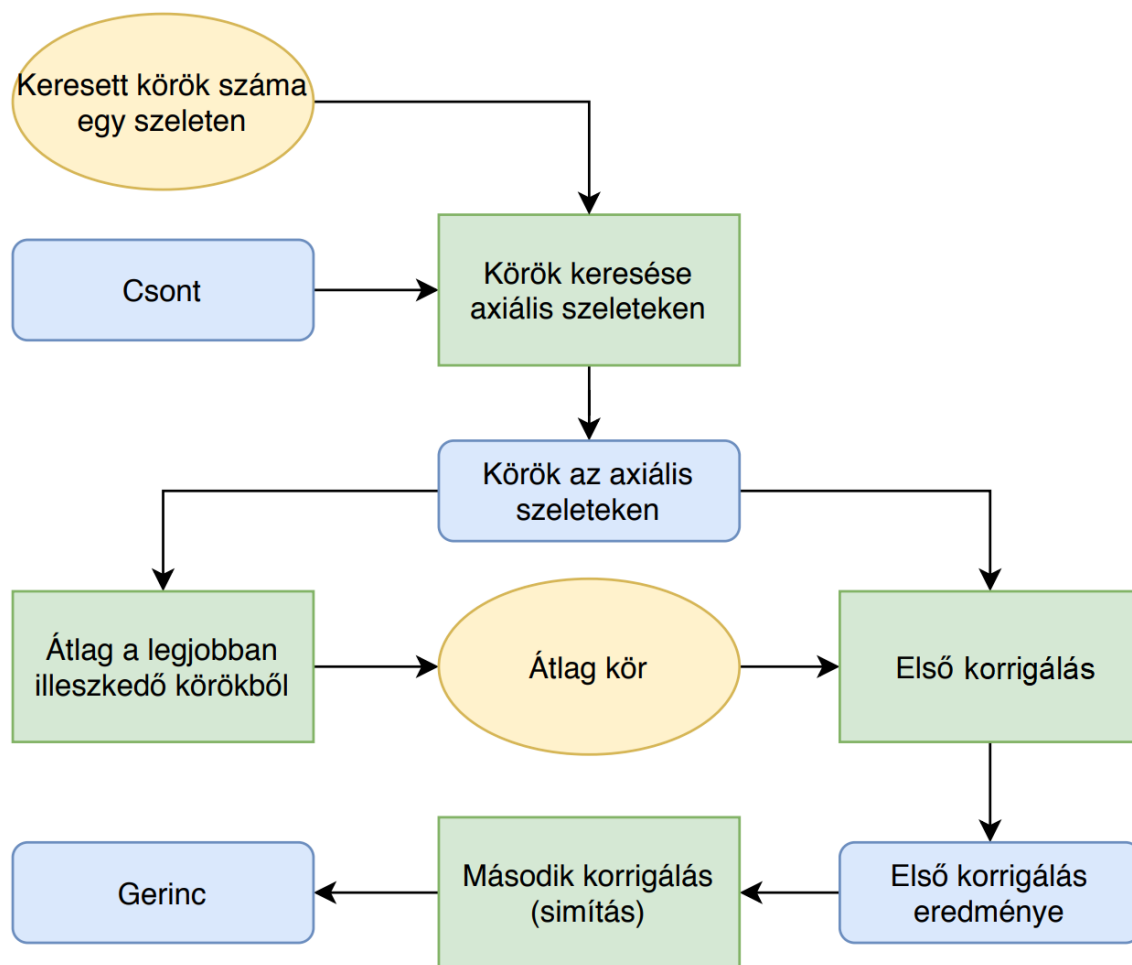 Keresett körök száma
egy szeleten
Csont
Körök keresése
axiális szeleteken
Körök az axiális
szeleteken
Átlag a legjobban
illeszkedő körökből
Átlag kör
Első korrigálás
Gerinc
Második korrigálás
(simítás)
Első korrigálás
eredménye